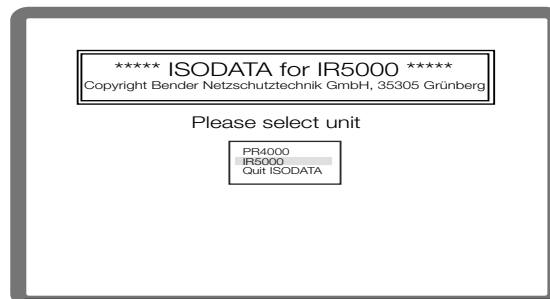 ***** ISODATA for IR5000 *****
Copyright Bender Netzschutztechnik GmbH, 35305 Grünberg
Please select unit
PR4000
IR5000
Quit ISODATA